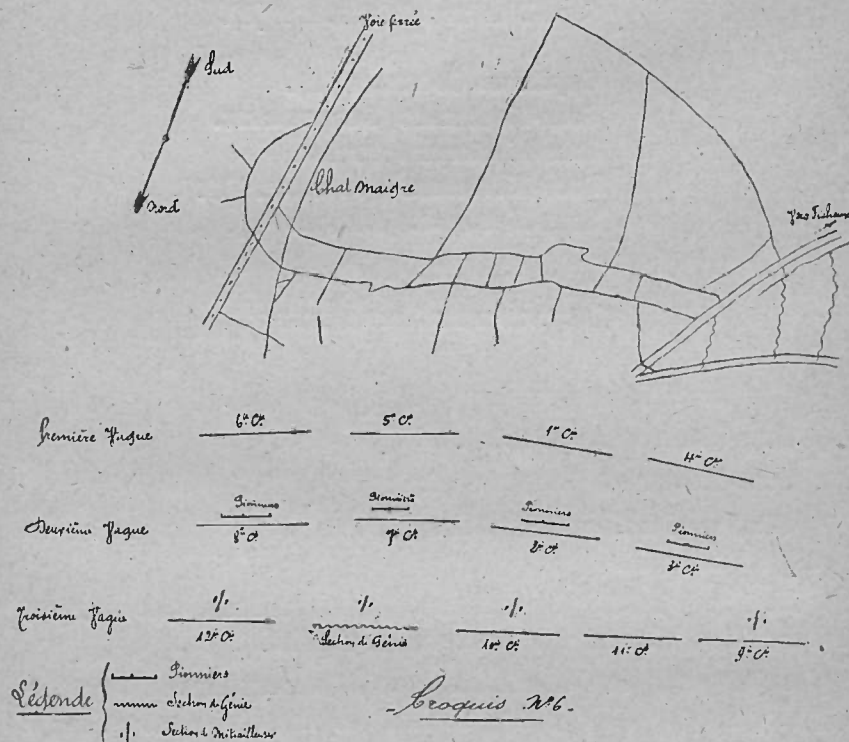 Voie ferrée
Sud
Nord
Chal Maigre
Première Vague
6e Cie
5e Cie
1re Cie
4e Cie
Deuxième Vague
Pionniers
Pionniers
Pionniers
Pionniers
8e Cie
7e Cie
2e Cie
3e Cie
Troisième Vague
12e Cie
Section de Génie
10e Cie
11e Cie
9e Cie
Légende
Pionniers
Section de Génie
Section de Mitrailleuses
- Croquis N° 6 -